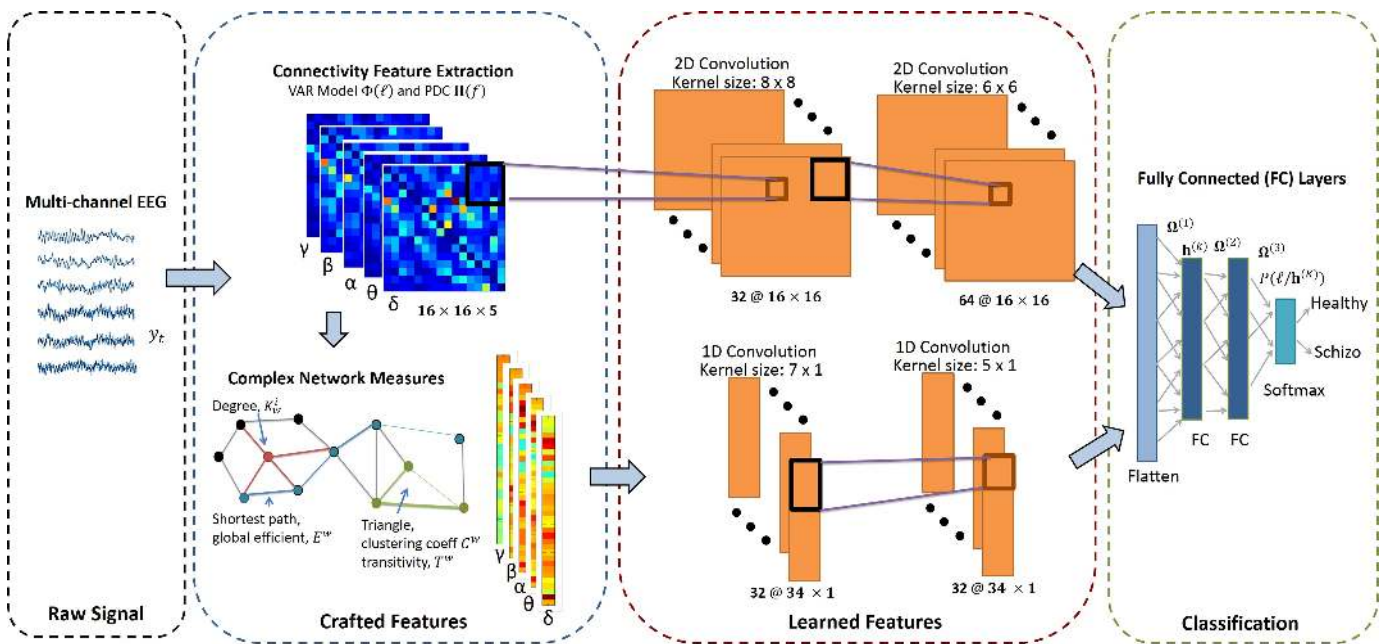 Multi-channel EEG
y_t
Raw Signal
Connectivity Feature Extraction
VAR Model Φ(ℓ) and PDC Π(f)
γ
β
α
θ
δ
16 × 16 × 5
Complex Network Measures
Degree, K_w^i
Shortest path,
global efficient, E^w
Triangle,
clustering coeff C^w
transitivity, T^w
γ
β
α
θ
δ
Crafted Features
2D Convolution
Kernel size: 8 x 8
32 @ 16 × 16
2D Convolution
Kernel size: 6 x 6
64 @ 16 × 16
1D Convolution
Kernel size: 7 x 1
32 @ 34 × 1
1D Convolution
Kernel size: 5 x 1
32 @ 34 × 1
Learned Features
Fully Connected (FC) Layers
Ω^(1)
h^(k) Ω^(2)
Ω^(3)
P(ℓ/h^(K))
Healthy
Schizo
Softmax
FC
FC
Flatten
Classification